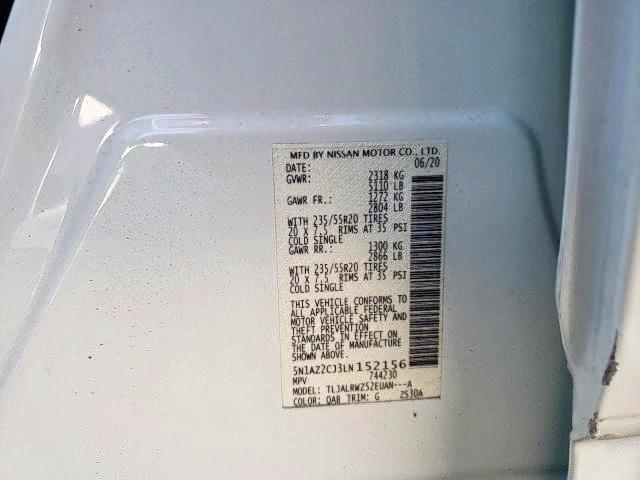 MFD BY NISSAN MOTOR CO., LTD.
DATE: 06/20
GVWR: 2318 KG
5110 LB
GAWR FR.: 1272 KG
2804 LB
WITH 235/55R20 TIRES
20 X 7.5 RIMS AT 35 PSI
COLD SINGLE
GAWR RR.: 1300 KG
2866 LB
WITH 235/55R20 TIRES
20 X 7.5 RIMS AT 35 PSI
COLD SINGLE
THIS VEHICLE CONFORMS TO
ALL APPLICABLE FEDERAL
MOTOR VEHICLE SAFETY AND
THEFT PREVENTION
STANDARDS IN EFFECT ON
THE DATE OF MANUFACTURE
SHOWN ABOVE.
5N1AZ2CJ3LN152156
MPV 744230
MODEL: TLJALRWZ52EUAN---A
COLOR: QAB TRIM: G ZS30A